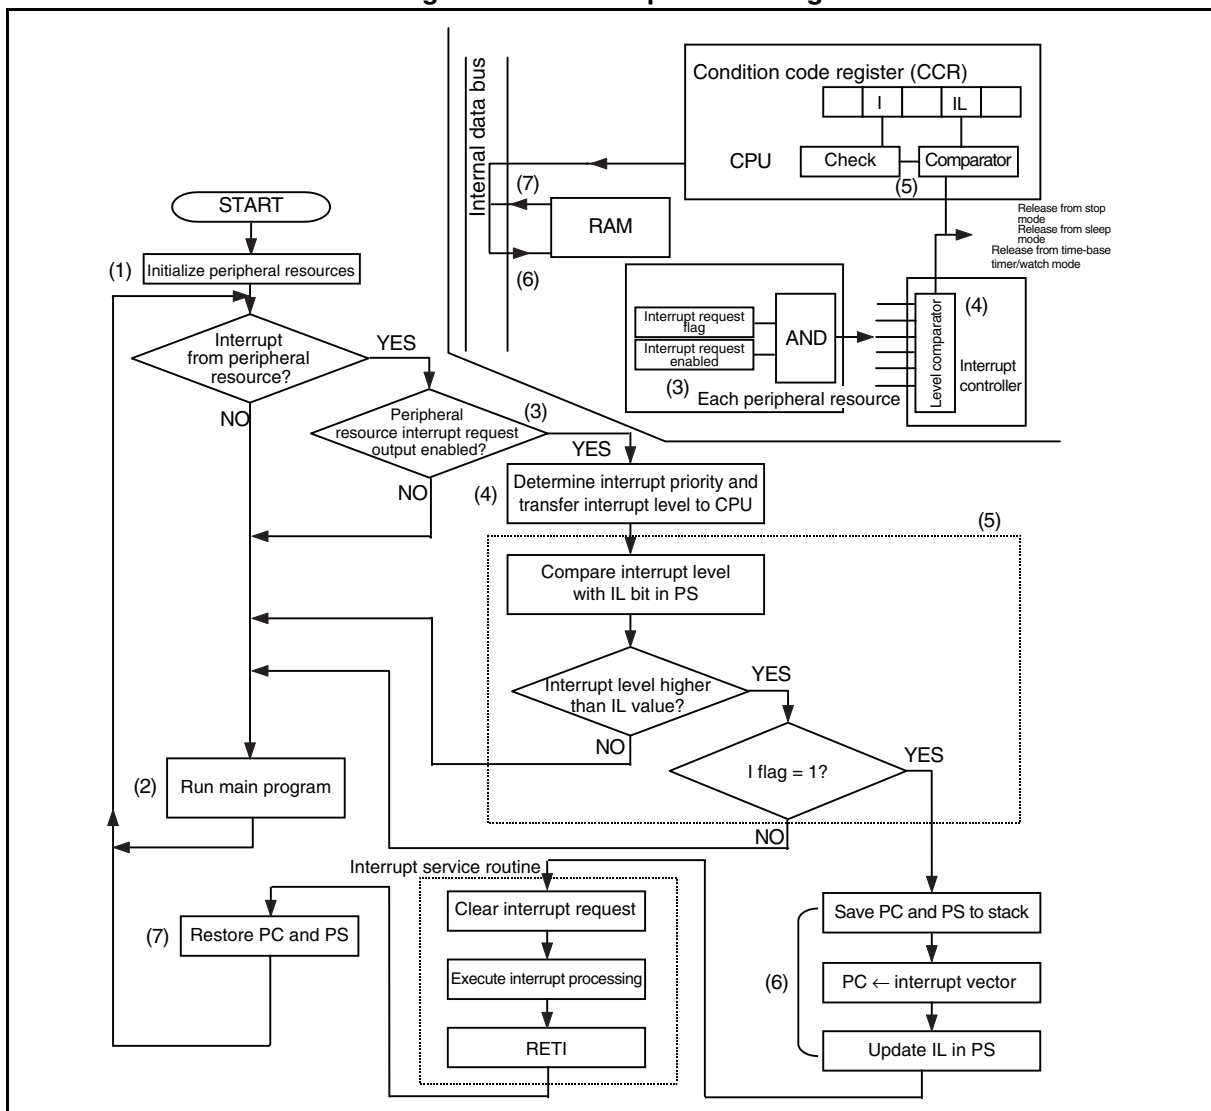 Condition code register (CCR)
I
IL
CPU
Check
Comparator
(5)
Internal data bus
(7)
RAM
(6)
Release from stop
mode
Release from sleep
mode
Release from time-base
timer/watch mode
Interrupt request
flag
Interrupt request
enabled
AND
(3)
Each peripheral resource
Level comparator
(4)
Interrupt
controller
START
(1)
Initialize peripheral resources
Interrupt
from peripheral
resource?
YES
NO
Peripheral
resource interrupt request
output enabled?
(3)
YES
NO
(4)
Determine interrupt priority and
transfer interrupt level to CPU
(5)
Compare interrupt level
with IL bit in PS
Interrupt level higher
than IL value?
YES
NO
I flag = 1?
YES
NO
(2)
Run main program
Interrupt service routine
Clear interrupt request
Execute interrupt processing
RETI
(7)
Restore PC and PS
Save PC and PS to stack
(6)
PC ← interrupt vector
Update IL in PS